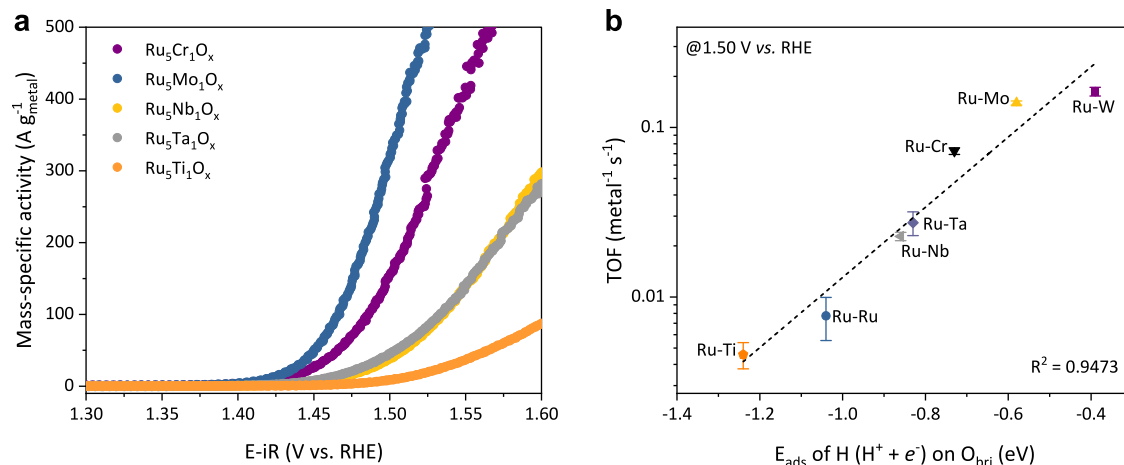 a
Mass-specific activity (A g⁻¹metal)
500
400
300
200
100
0
Ru₅Cr₁Oₓ
Ru₅Mo₁Oₓ
Ru₅Nb₁Oₓ
Ru₅Ta₁Oₓ
Ru₅Ti₁Oₓ
1.30 1.35 1.40 1.45 1.50 1.55 1.60
E-iR (V vs. RHE)
b
TOF (metal⁻¹ s⁻¹)
0.1
0.01
@1.50 V vs. RHE
Ru-Mo
Ru-W
Ru-Cr
Ru-Ta
Ru-Nb
Ru-Ru
Ru-Ti
R² = 0.9473
-1.4 -1.2 -1.0 -0.8 -0.6 -0.4
Eads of H (H⁺ + e⁻) on Obri (eV)